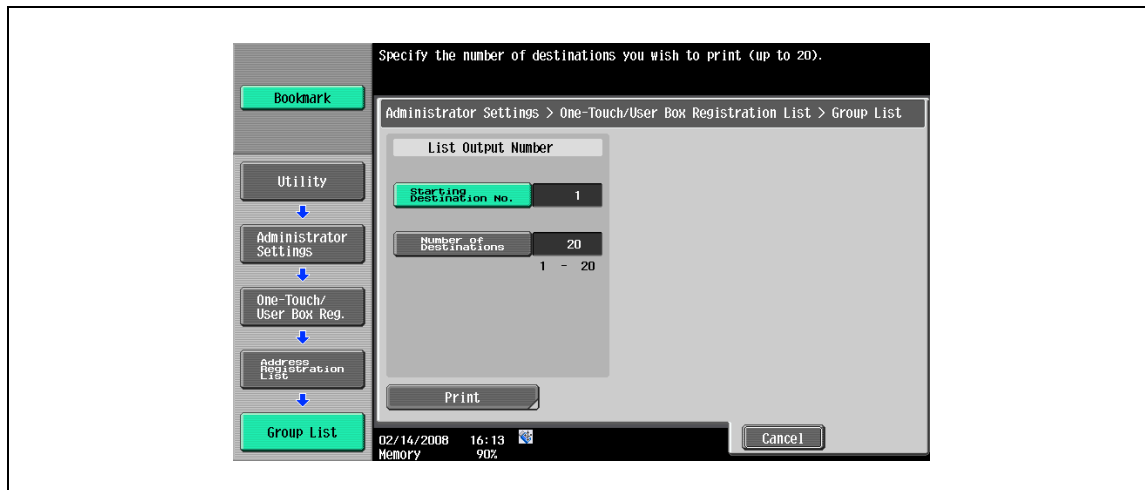 Specify the number of destinations you wish to print (up to 20).
Bookmark
Administrator Settings > One-Touch/User Box Registration List > Group List
List Output Number
Utility
Starting
Destination No.
1
Administrator
Settings
Number of
Destinations
20
1 - 20
One-Touch/
User Box Reg.
Address
Registration
List
Print
Group List
02/14/2008 16:13
Memory 90%
Cancel